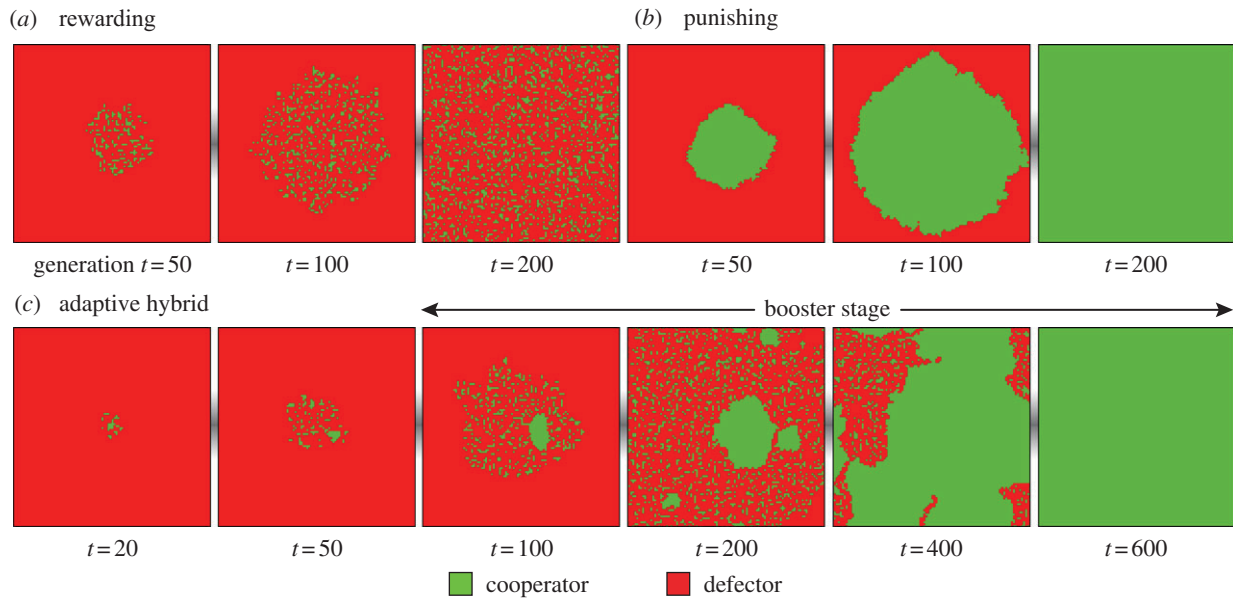 (a) rewarding
(b) punishing
generation t=50
t=100
t=200
t=50
t=100
t=200
(c) adaptive hybrid
booster stage
t=20
t=50
t=100
t=200
t=400
t=600
cooperator
defector